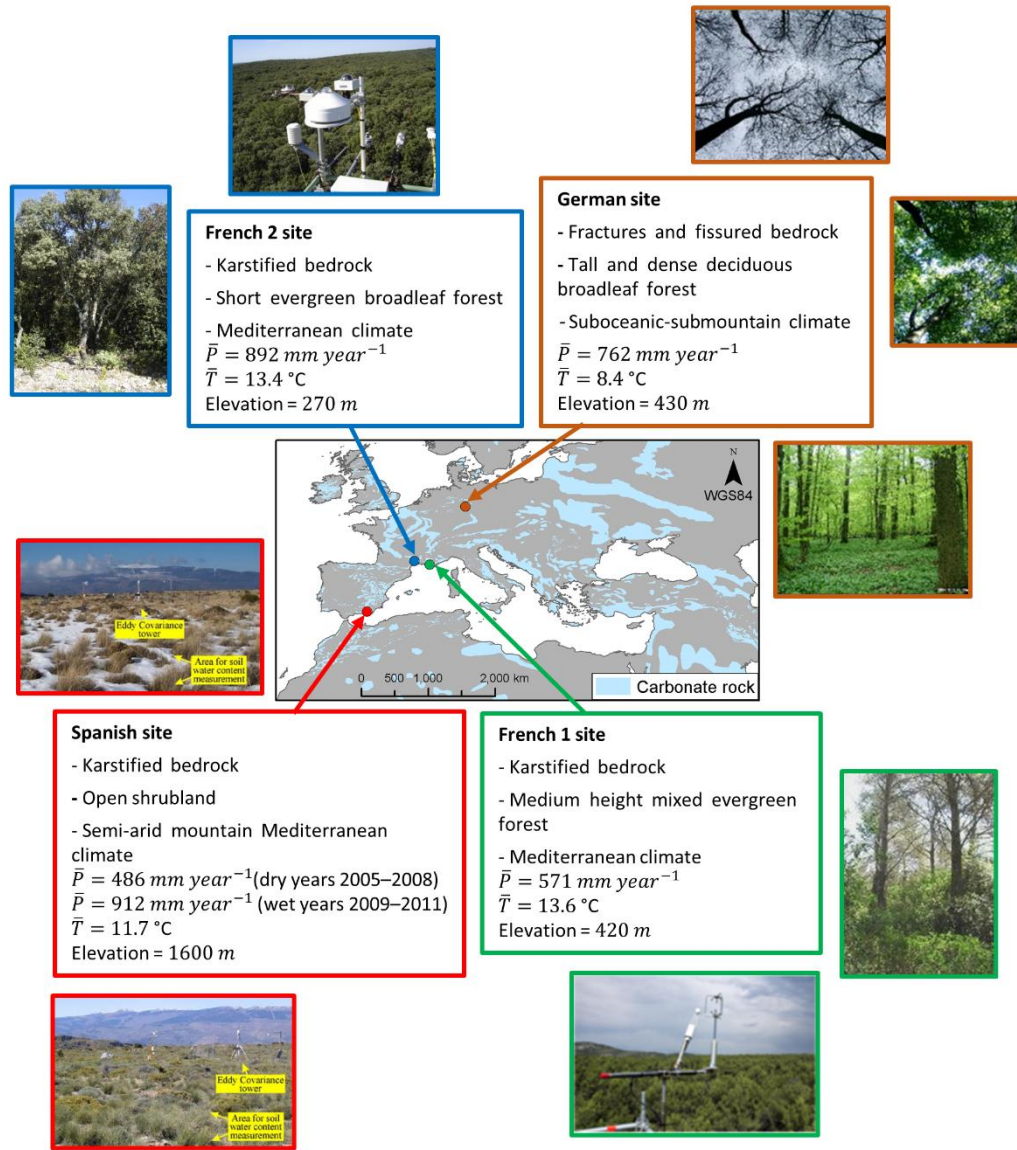 French 2 site
- Karstified bedrock
- Short evergreen broadleaf forest
- Mediterranean climate
P̅ = 892 mm year⁻¹
T̅ = 13.4 °C
Elevation = 270 m
German site
- Fractures and fissured bedrock
- Tall and dense deciduous
broadleaf forest
- Suboceanic-submountain climate
P̅ = 762 mm year⁻¹
T̅ = 8.4 °C
Elevation = 430 m
N
WGS84
0 500 1,000 2,000 km
Carbonate rock
Eddy Covariance
tower
Area for soil
water content
measurement
Spanish site
- Karstified bedrock
- Open shrubland
- Semi-arid mountain Mediterranean
climate
P̅ = 486 mm year⁻¹(dry years 2005–2008)
P̅ = 912 mm year⁻¹ (wet years 2009–2011)
T̅ = 11.7 °C
Elevation = 1600 m
French 1 site
- Karstified bedrock
- Medium height mixed evergreen
forest
- Mediterranean climate
P̅ = 571 mm year⁻¹
T̅ = 13.6 °C
Elevation = 420 m
Eddy Covariance
tower
Area for soil
water content
measurement